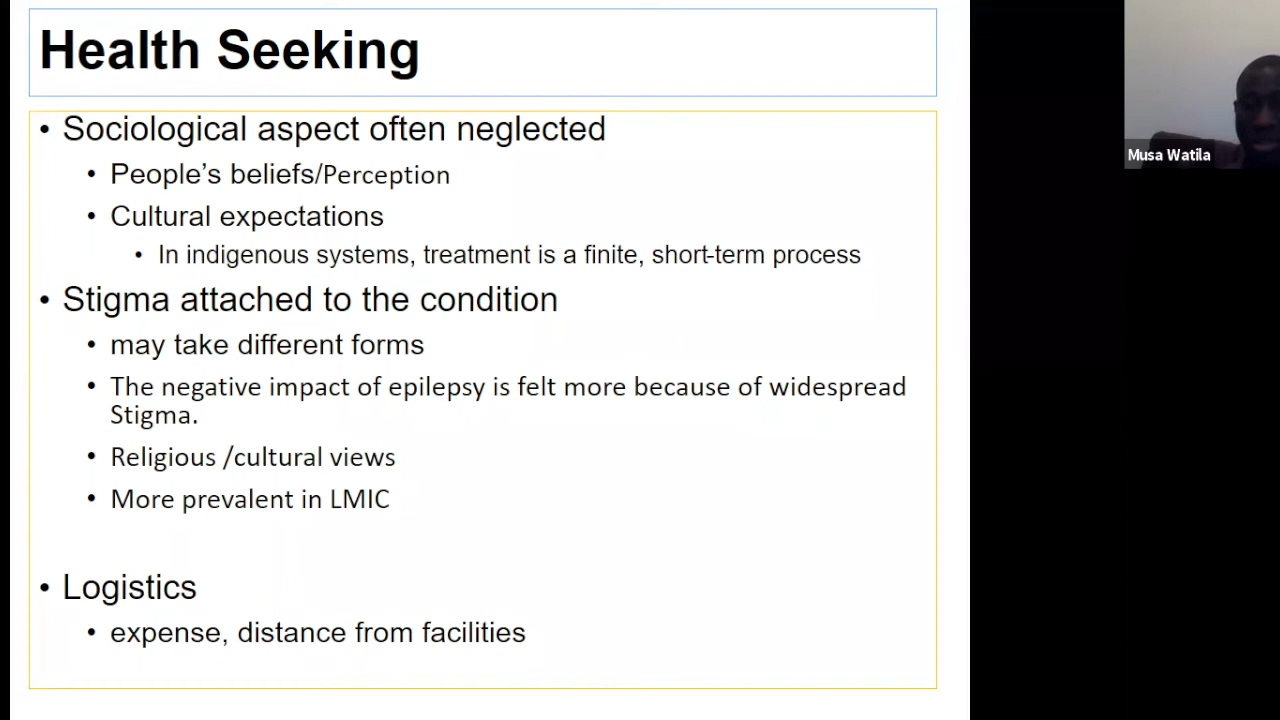 Health Seeking
• Sociological aspect often neglected
• People's beliefs/Perception
• Cultural expectations
• In indigenous systems, treatment is a finite, short-term process
• Stigma attached to the condition
• may take different forms
• The negative impact of epilepsy is felt more because of widespread
Stigma.
• Religious /cultural views
• More prevalent in LMIC
• Logistics
• expense, distance from facilities
Musa Watila